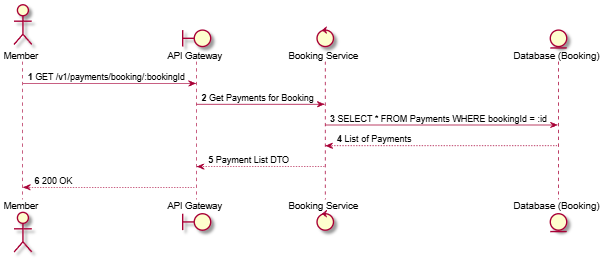 Member
API Gateway
Booking Service
Database (Booking)
1 GET /v1/payments/booking/:bookingId
2 Get Payments for Booking
3 SELECT * FROM Payments WHERE bookingId = :id
4 List of Payments
5 Payment List DTO
6 200 OK
Member
API Gateway
Booking Service
Database (Booking)